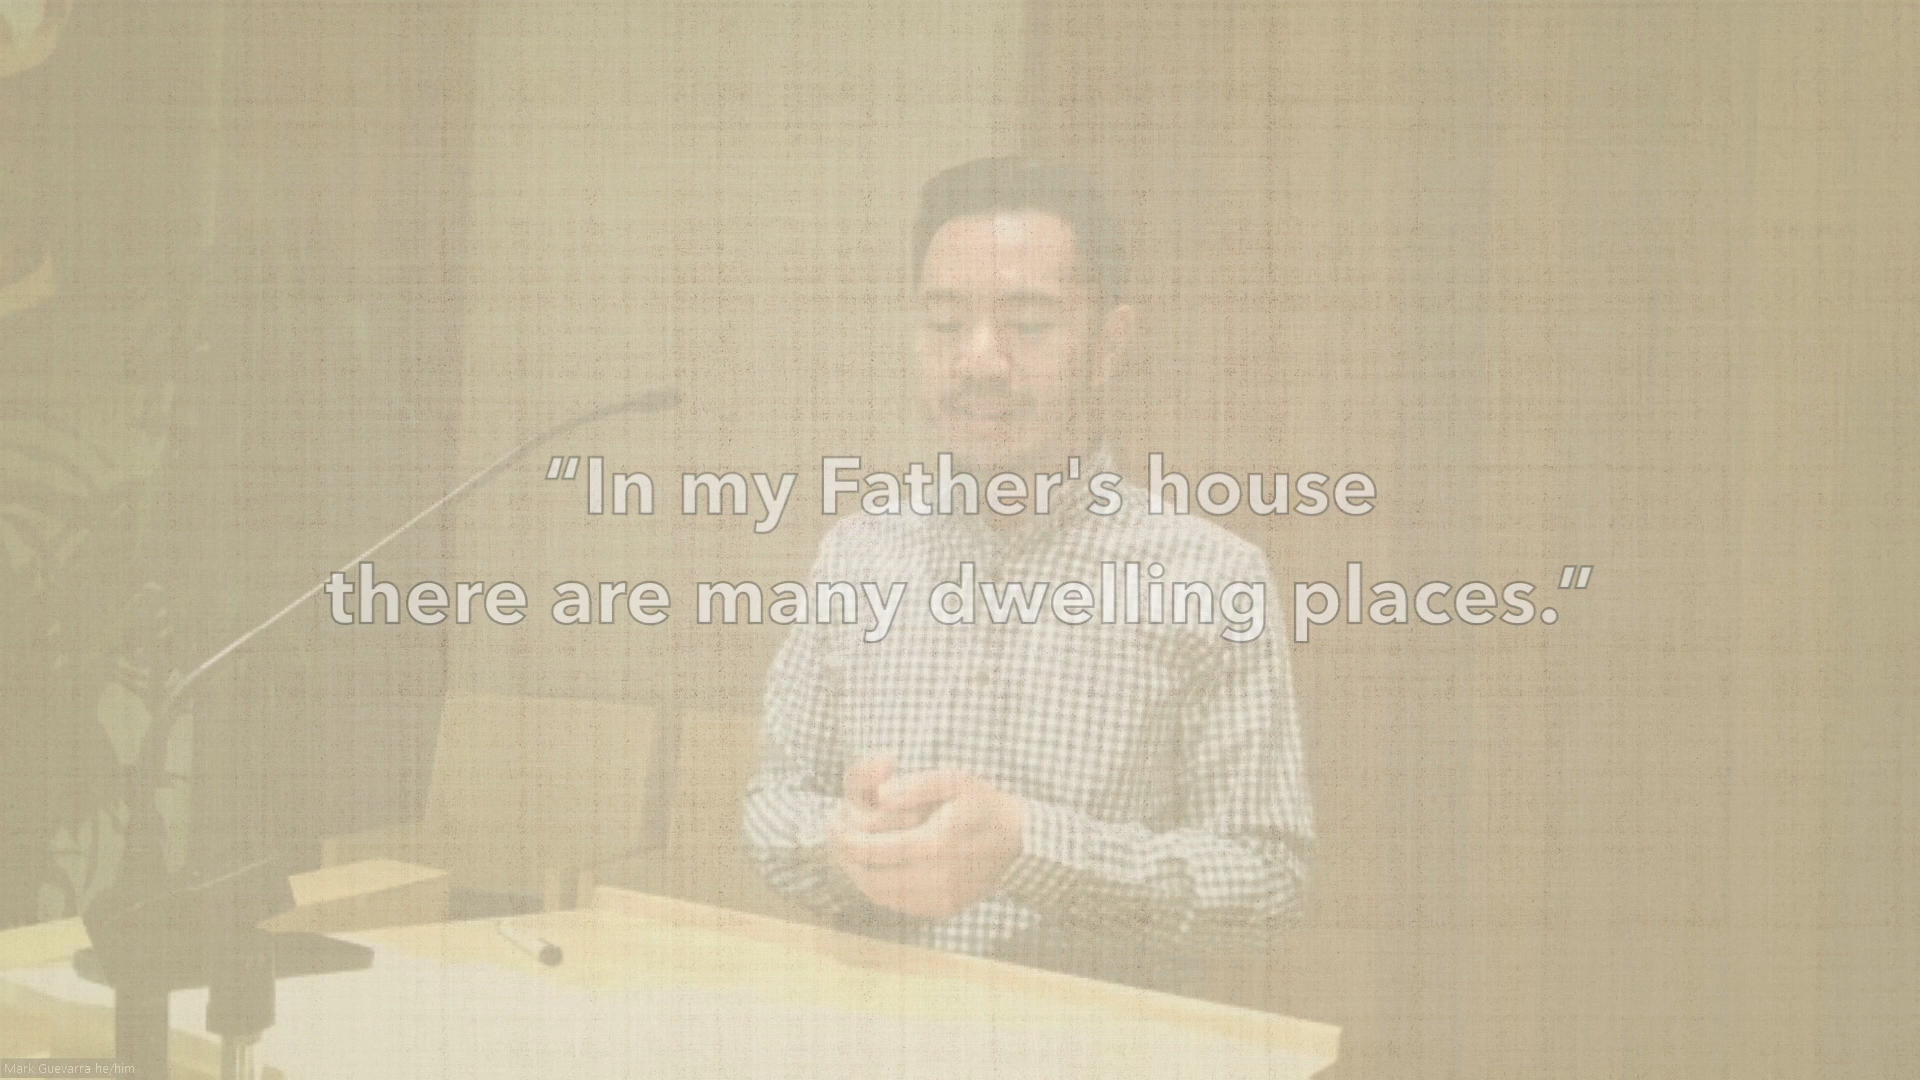 “In my Father's house
there are many dwelling places.”
Mark Guevarra he/him